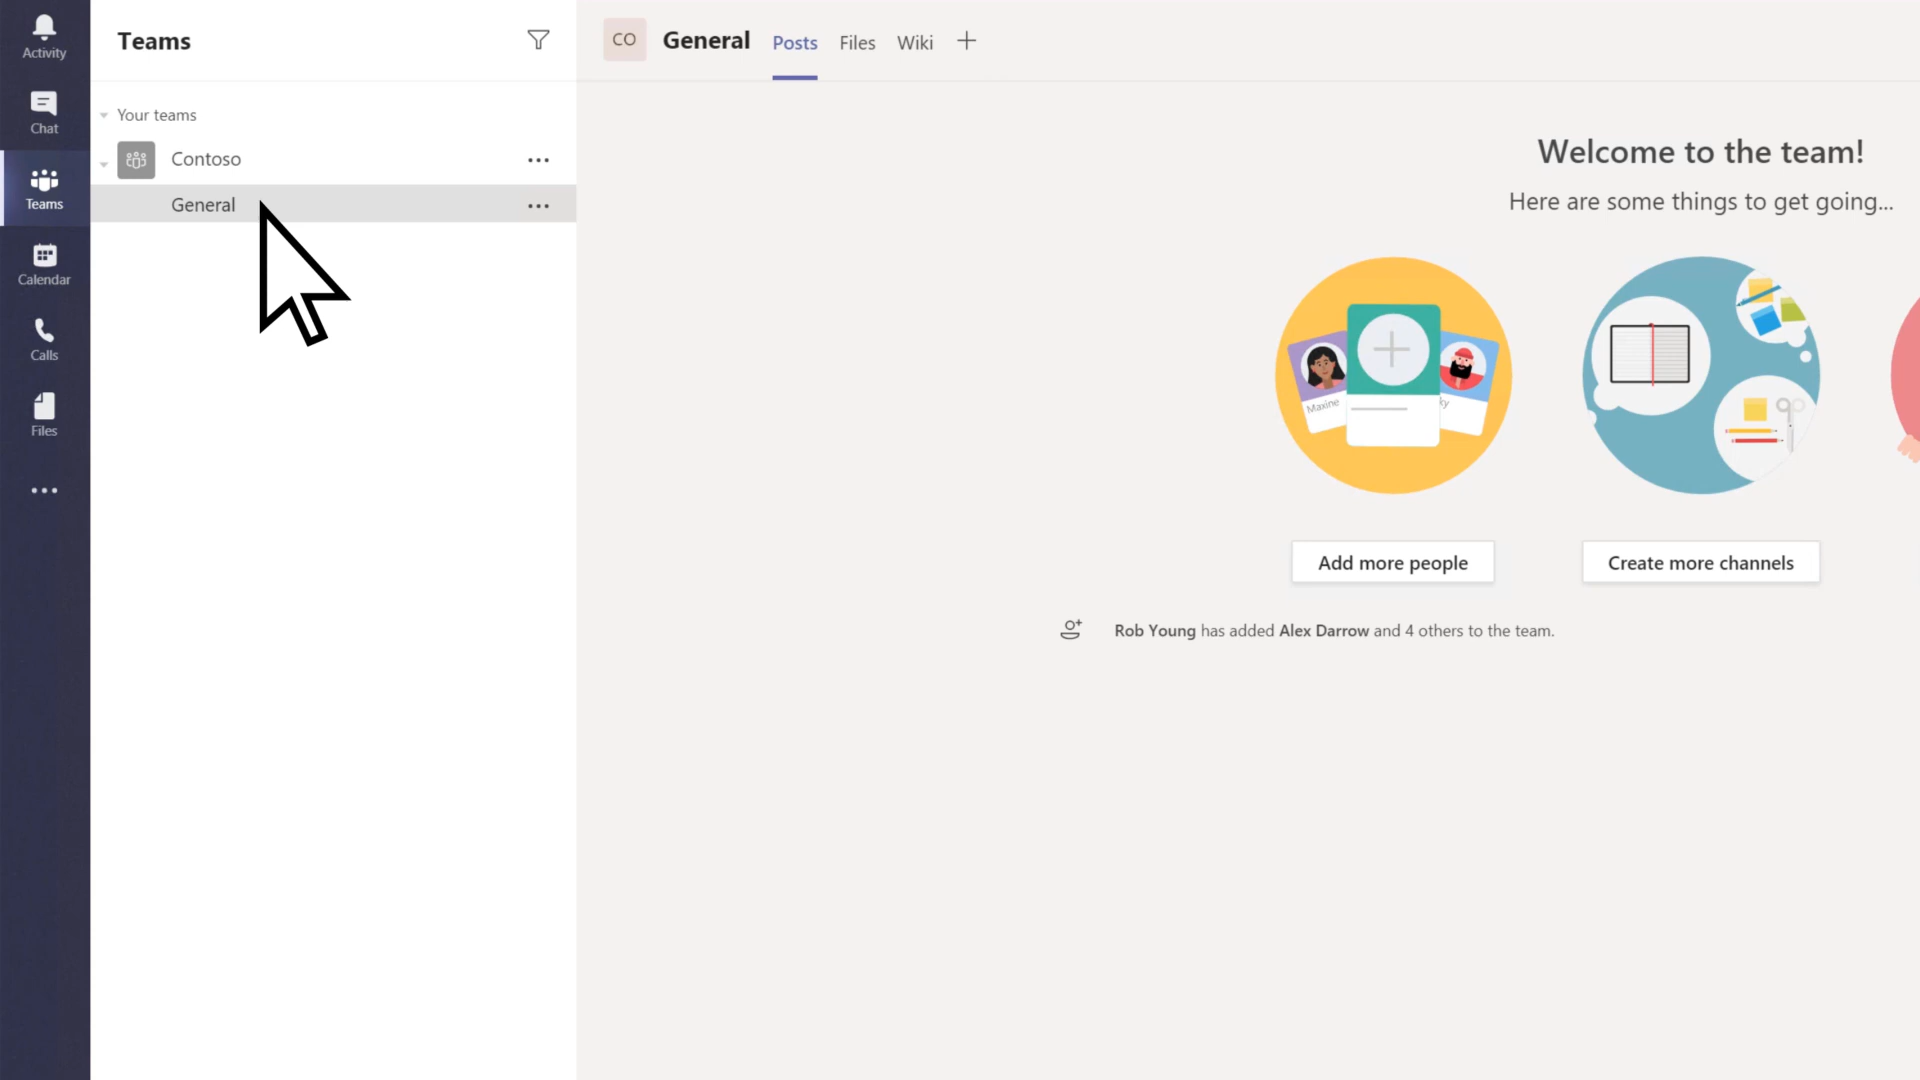 Activity
Chat
Teams
Calendar
Calls
Files
Teams
Your teams
Contoso
General
CO
General
Posts
Files
Wiki
Welcome to the team!
Here are some things to get going...
Maxine
ky
Add more people
Create more channels
Rob Young has added Alex Darrow and 4 others to the team.